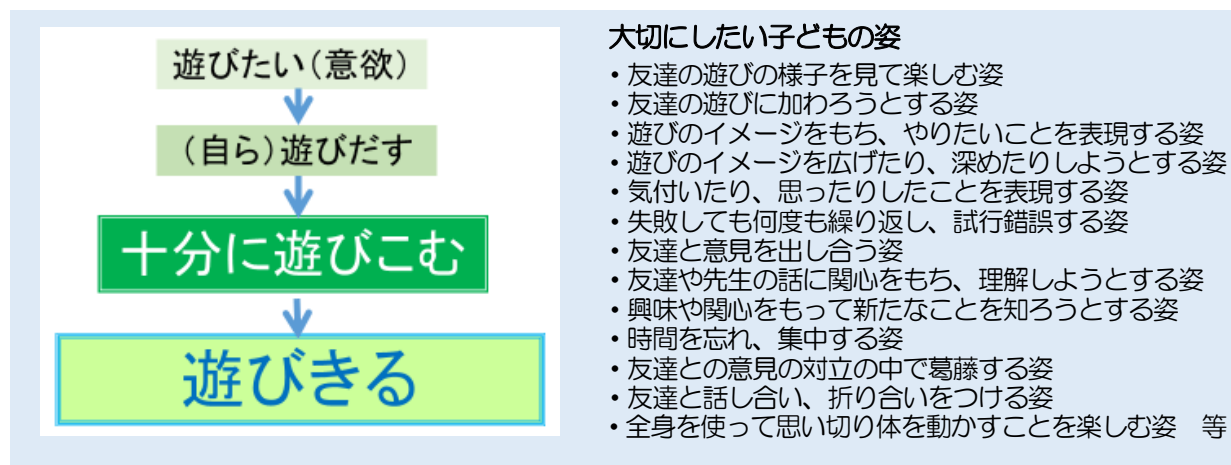 遊びたい(意欲)
(自ら)遊びだす
十分に遊びこむ
遊びきる
大切にしたい子どもの姿
・友達の遊びの様子を見て楽しむ姿
・友達の遊びに加わろうとする姿
・遊びのイメージをもち、やりたいことを表現する姿
・遊びのイメージを広げたり、深めたりしようとする姿
・気付いたり、思ったりしたことを表現する姿
・失敗しても何度も繰り返し、試行錯誤する姿
・友達と意見を出し合う姿
・友達や先生の話に関心をもち、理解しようとする姿
・興味や関心をもって新たなことを知ろうとする姿
・時間を忘れ、集中する姿
・友達との意見の対立の中で葛藤する姿
・友達と話し合い、折り合いをつける姿
・全身を使って思い切り体を動かすことを楽しむ姿　等